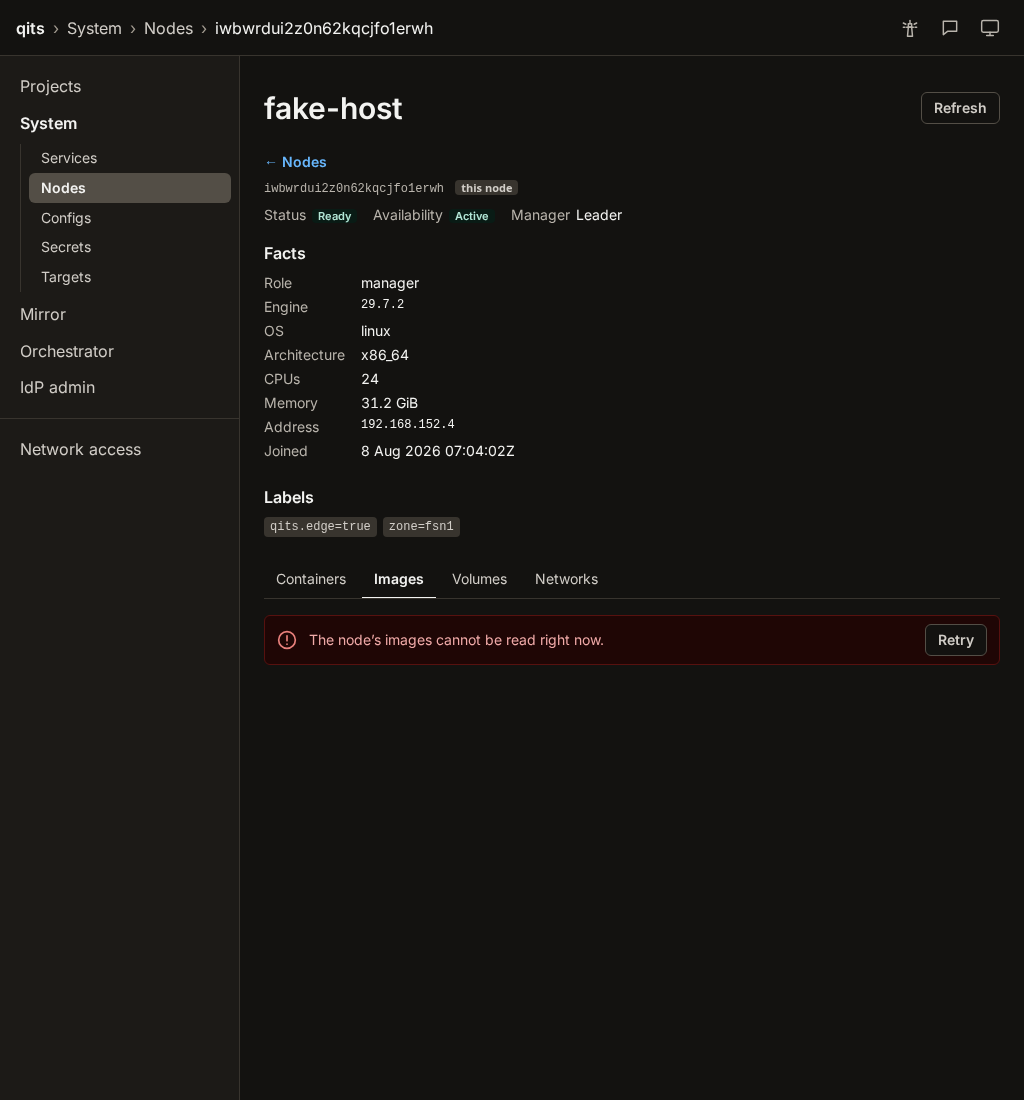 qits › System › Nodes › iwbwrdui2z0n62kqcjfo1erwh
Projects
System
Services
Nodes
Configs
Secrets
Targets
Mirror
Orchestrator
IdP admin
Network access
fake-host
Refresh
← Nodes
iwbwrdui2z0n62kqcjfo1erwh this node
Status Ready Availability Active Manager Leader
Facts
Role manager
Engine 29.7.2
OS linux
Architecture x86_64
CPUs 24
Memory 31.2 GiB
Address 192.168.152.4
Joined 8 Aug 2026 07:04:02Z
Labels
qits.edge=true zone=fsn1
Containers Images Volumes Networks
The node’s images cannot be read right now. Retry